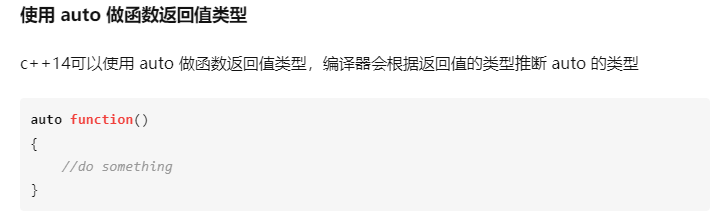 使用 auto 做函数返回值类型
c++14可以使用 auto 做函数返回值类型，编译器会根据返回值的类型推断 auto 的类型
auto function()
{
    //do something
}